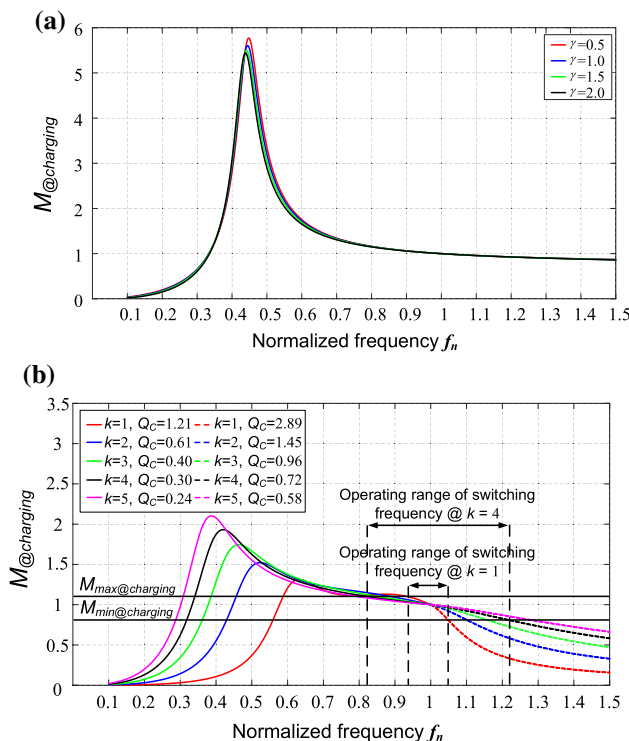 (a)
6
5
4
3
2
1
0
M@charging
γ=0.5
γ=1.0
γ=1.5
γ=2.0
0.1 0.2 0.3 0.4 0.5 0.6 0.7 0.8 0.9 1 1.1 1.2 1.3 1.4 1.5
Normalized frequency fn
(b)
3.5
3
2.5
2
1.5
1
0.5
0
M@charging
k=1, QC=1.21 k=1, QC=2.89
k=2, QC=0.61 k=2, QC=1.45
k=3, QC=0.40 k=3, QC=0.96
k=4, QC=0.30 k=4, QC=0.72
k=5, QC=0.24 k=5, QC=0.58
Operating range of switching
frequency @ k = 4
Operating range of switching
frequency @ k = 1
Mmax@charging
Mmin@charging
0.1 0.2 0.3 0.4 0.5 0.6 0.7 0.8 0.9 1 1.1 1.2 1.3 1.4 1.5
Normalized frequency fn